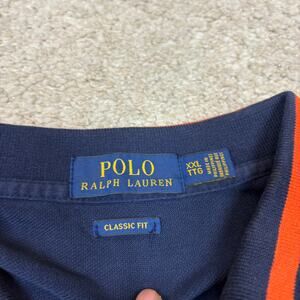 POLO
RALPH LAUREN
XXL
TTG
CLASSIC FIT